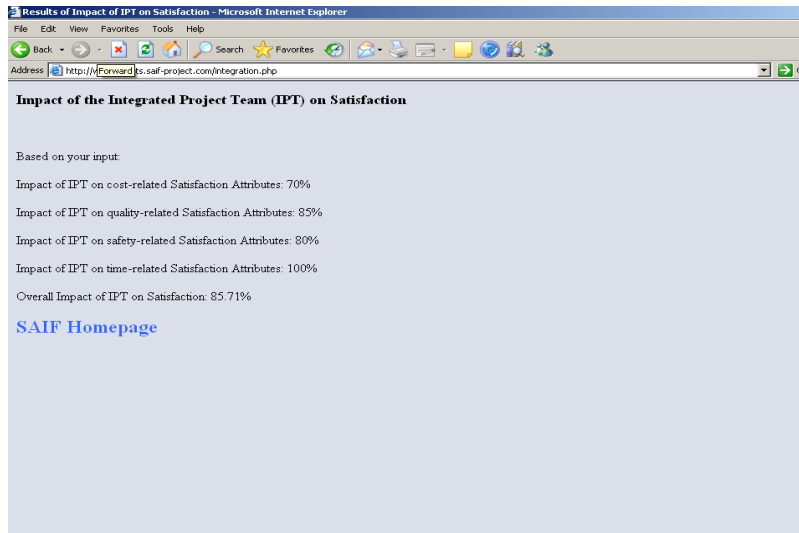 Results of Impact of IPT on Satisfaction - Microsoft Internet Explorer
File Edit View Favorites Tools Help
Back Search Favorites
Address http://w Forward ts.saif-project.com/integration.php
Impact of the Integrated Project Team (IPT) on Satisfaction
Based on your input:
Impact of IPT on cost-related Satisfaction Attributes: 70%
Impact of IPT on quality-related Satisfaction Attributes: 85%
Impact of IPT on safety-related Satisfaction Attributes: 80%
Impact of IPT on time-related Satisfaction Attributes: 100%
Overall Impact of IPT on Satisfaction: 85.71%
SAIF Homepage